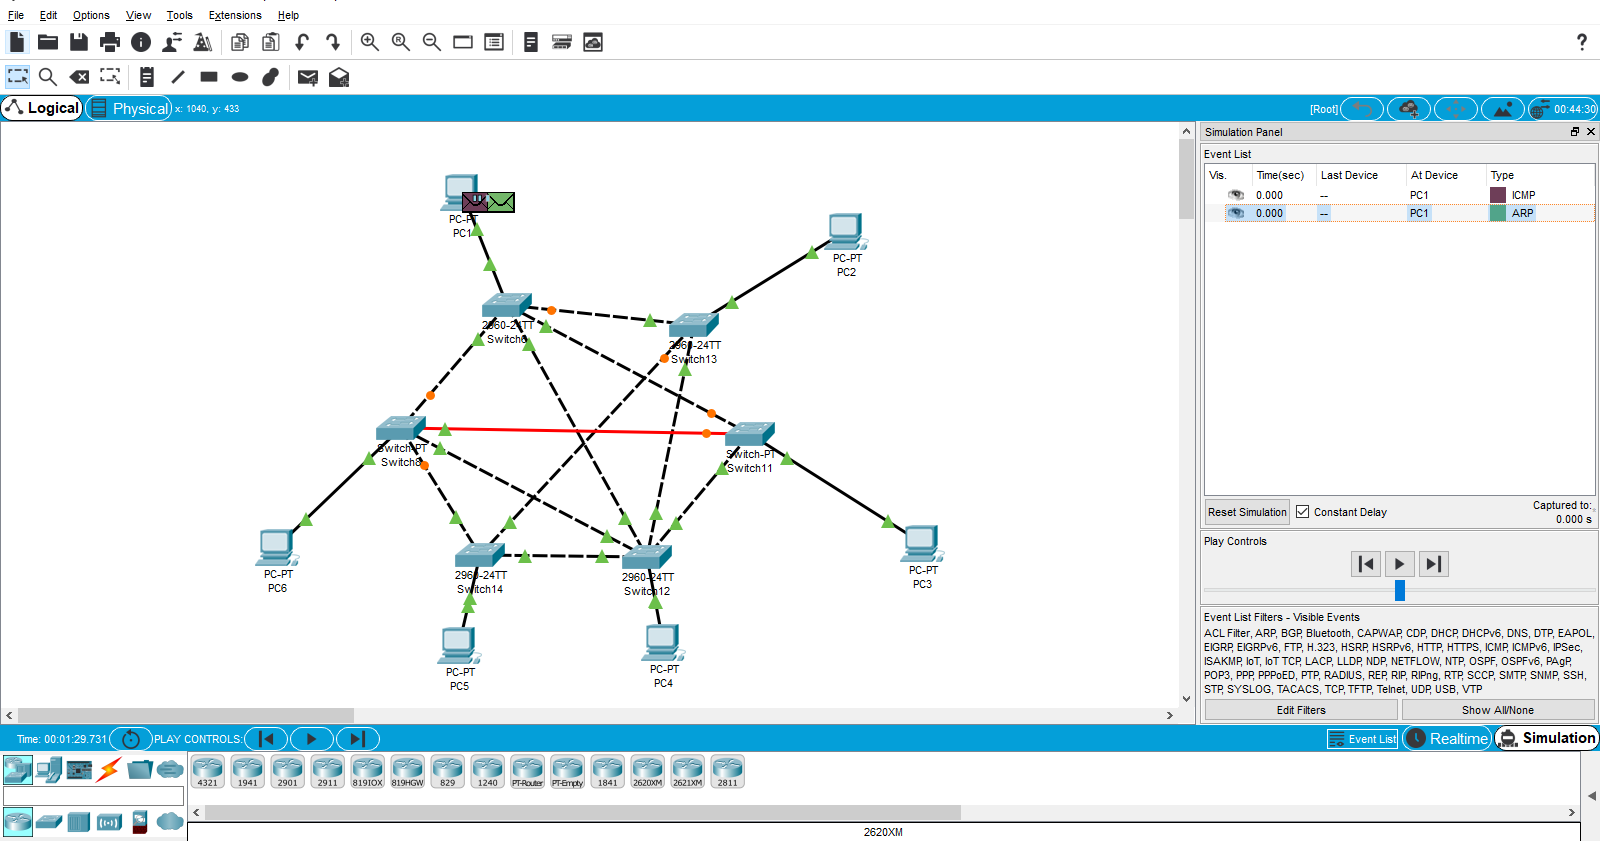 File Edit Options View Tools Extensions Help
?
Logical Physical x: 1040, y: 433 [Root] 00:44:30
Simulation Panel
Event List
Vis. Time(sec) Last Device At Device Type
0.000 -- PC1 ICMP
0.000 -- PC1 ARP
Reset Simulation Constant Delay Captured to:
0.000 s
Play Controls
Event List Filters - Visible Events
ACL Filter, ARP, BGP, Bluetooth, CAPWAP, CDP, DHCP, DHCPv6, DNS, DTP, EAPOL,
EIGRP, EIGRPv6, FTP, H.323, HSRP, HSRPv6, HTTP, HTTPS, ICMP, ICMPv6, IPSec,
ISAKMP, IoT, IoT TCP, LACP, LLDP, NDP, NETFLOW, NTP, OSPF, OSPFv6, PAgP,
POP3, PPP, PPPoED, PTP, RADIUS, REP, RIP, RIPng, RTP, SCCP, SMTP, SNMP, SSH,
STP, SYSLOG, TACACS, TCP, TFTP, Telnet, UDP, USB, VTP
Edit Filters Show All/None
PC-PT
PC1
PC-PT
PC2
2960-24TT
Switch6
2960-24TT
Switch13
Switch-PT
Switch8
Switch-PT
Switch11
PC-PT
PC6
2960-24TT
Switch14
2960-24TT
Switch12
PC-PT
PC3
PC-PT
PC5
PC-PT
PC4
Time: 00:01:29.731 PLAY CONTROLS: Event List Realtime Simulation
4321 1941 2901 2911 819IOX 819HGW 829 1240 PT-Router PT-Empty 1841 2620XM 2621XM 2811
2620XM